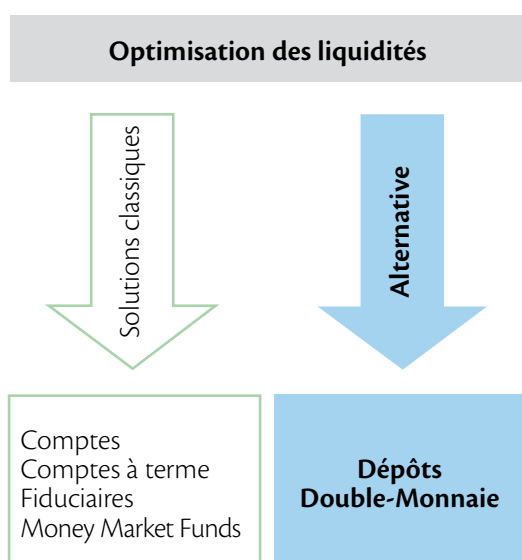 Optimisation des liquidités
Solutions classiques
Alternative
Comptes
Comptes à terme
Fiduciaires
Money Market Funds
Dépôts
Double-Monnaie